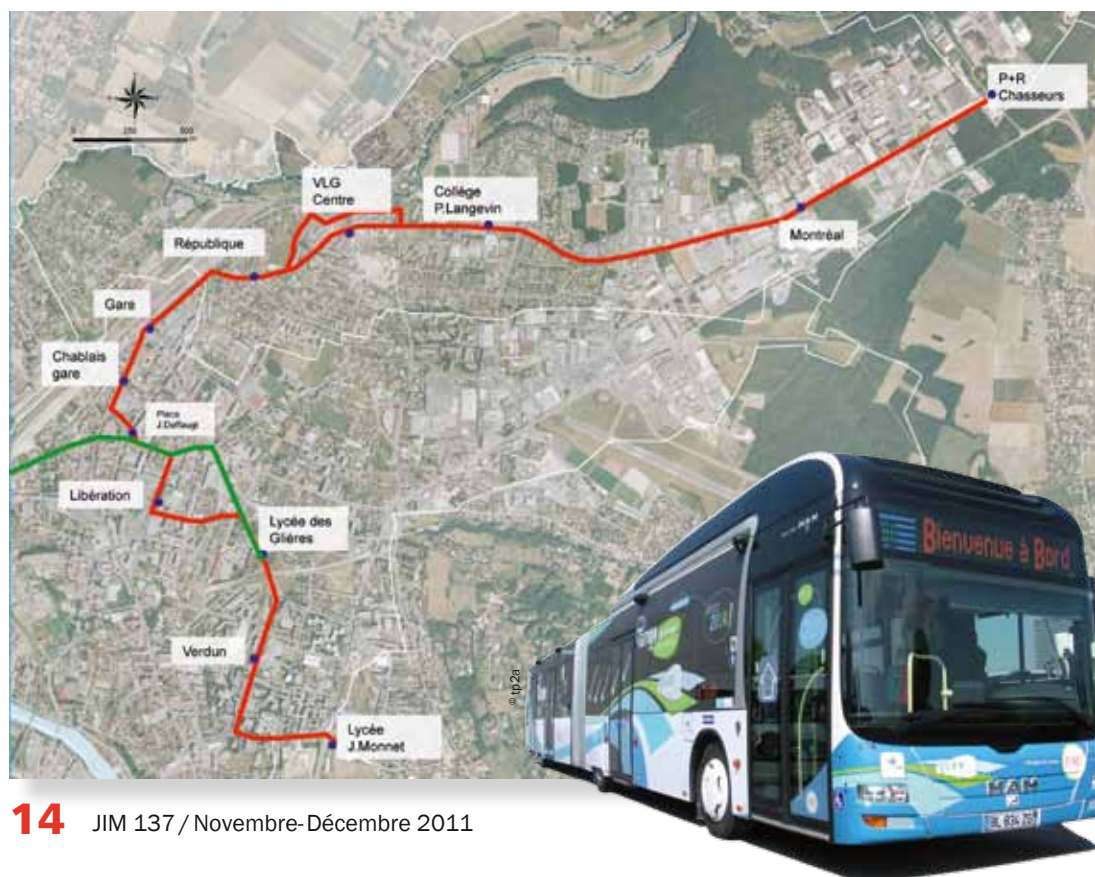 P+R
Chasseurs
VLG
Centre
Collège
P.Langevin
République
Montréal
Gare
Chablais
gare
Place
Libération
Lycée des
Glières
Verdun
Lycée
J.Monnet
Bienvenue à Bord
MAN
© tp2a
14 JIM 137 / Novembre-Décembre 2011